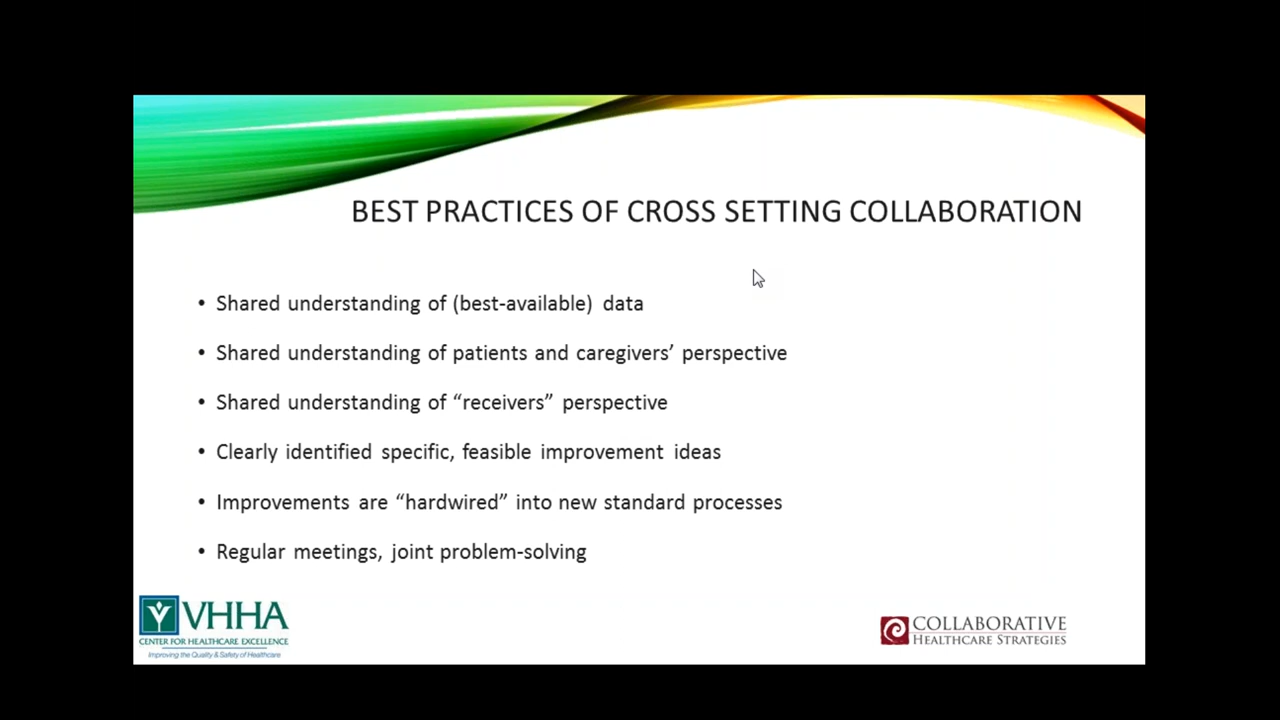 BEST PRACTICES OF CROSS SETTING COLLABORATION
• Shared understanding of (best-available) data
• Shared understanding of patients and caregivers’ perspective
• Shared understanding of “receivers” perspective
• Clearly identified specific, feasible improvement ideas
• Improvements are “hardwired” into new standard processes
• Regular meetings, joint problem-solving
VHHA
CENTER FOR HEALTHCARE EXCELLENCE
Improving the Quality & Safety of Healthcare
COLLABORATIVE
HEALTHCARE STRATEGIES